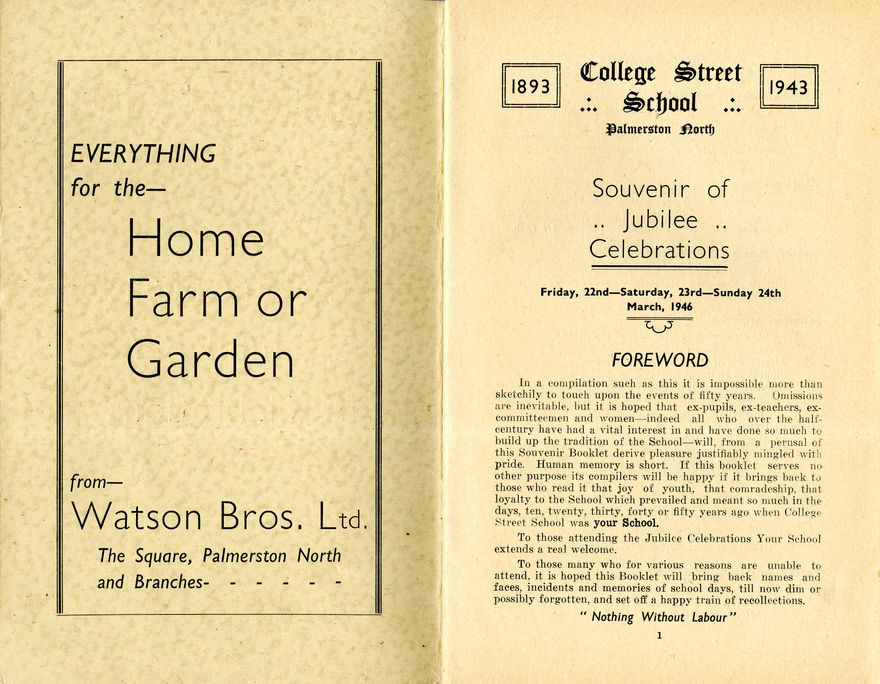 EVERYTHING
for the—
Home
Farm or
Garden
from—
Watson Bros. Ltd.
The Square, Palmerston North
and Branches- - - - - -
1893
College Street
.:. School .:.
Palmerston North
1943
Souvenir of
.. Jubilee ..
Celebrations
Friday, 22nd—Saturday, 23rd—Sunday 24th
March, 1946
FOREWORD
In a compilation such as this it is impossible more than
sketchily to touch upon the events of fifty years. Omissions
are inevitable, but it is hoped that ex-pupils, ex-teachers, ex-
committeemen and women—indeed all who over the half-
century have had a vital interest in and have done so much to
build up the tradition of the School—will, from a perusal of
this Souvenir Booklet derive pleasure justifiably mingled with
pride. Human memory is short. If this booklet serves no
other purpose its compilers will be happy if it brings back to
those who read it that joy of youth, that comradeship, that
loyalty to the School which prevailed and meant so much in the
days, ten, twenty, thirty, forty or fifty years ago when College
Street School was your School.
To those attending the Jubilee Celebrations Your School
extends a real welcome.
To those many who for various reasons are unable to
attend, it is hoped this Booklet will bring back names and
faces, incidents and memories of school days, till now dim or
possibly forgotten, and set off a happy train of recollections.
"Nothing Without Labour"
1